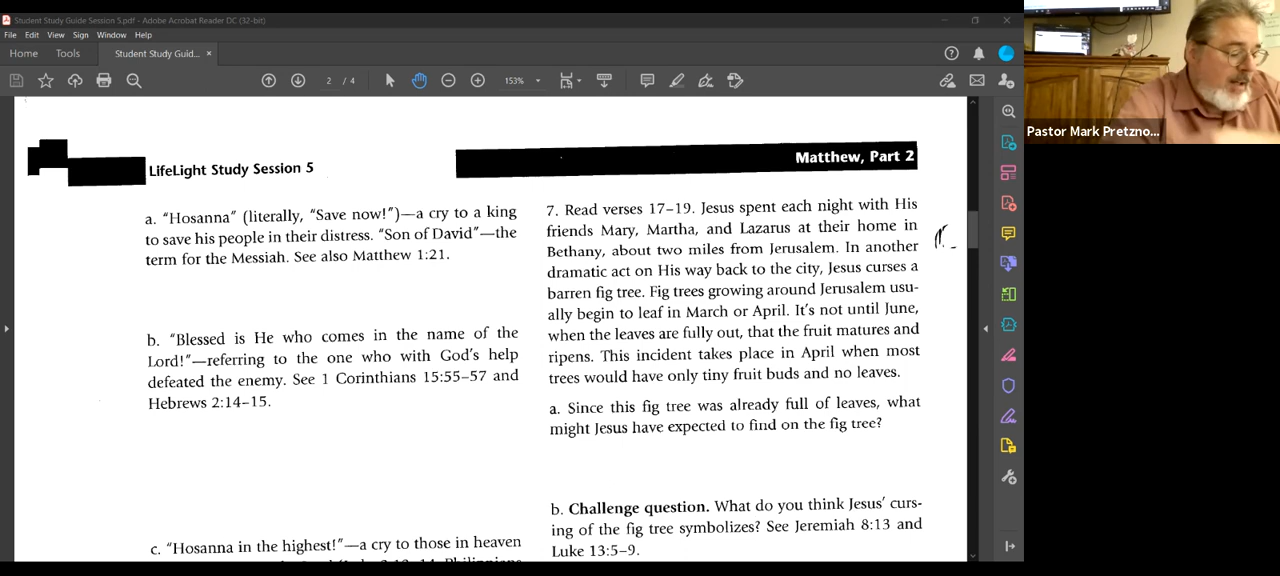 Student Study Guide Session 5.pdf - Adobe Acrobat Reader DC (32-bit)
File Edit View Sign Window Help
Home Tools Student Study Guid... ×
2 / 4 153%
LifeLight Study Session 5
Matthew, Part 2
a. “Hosanna” (literally, “Save now!”)—a cry to a king
to save his people in their distress. “Son of David”—the
term for the Messiah. See also Matthew 1:21.
b. “Blessed is He who comes in the name of the
Lord!”—referring to the one who with God’s help
defeated the enemy. See 1 Corinthians 15:55–57 and
Hebrews 2:14–15.
c. “Hosanna in the highest!”—a cry to those in heaven
7. Read verses 17–19. Jesus spent each night with His
friends Mary, Martha, and Lazarus at their home in
Bethany, about two miles from Jerusalem. In another
dramatic act on His way back to the city, Jesus curses a
barren fig tree. Fig trees growing around Jerusalem usu-
ally begin to leaf in March or April. It’s not until June,
when the leaves are fully out, that the fruit matures and
ripens. This incident takes place in April when most
trees would have only tiny fruit buds and no leaves.
a. Since this fig tree was already full of leaves, what
might Jesus have expected to find on the fig tree?
b. Challenge question. What do you think Jesus’ curs-
ing of the fig tree symbolizes? See Jeremiah 8:13 and
Luke 13:5–9.
Pastor Mark Pretzno...